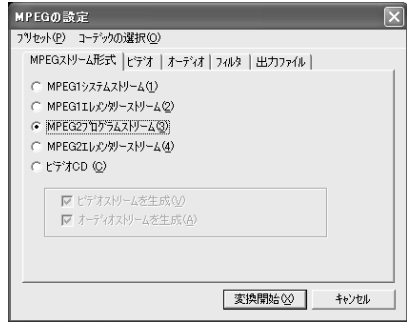 MPEGの設定
プリセット(P) コーデックの選択(O)
MPEGストリーム形式 ビデオ オーディオ フィルタ 出力ファイル
MPEG1システムストリーム(1)
MPEG1エレメンタリーストリーム(2)
MPEG2プログラムストリーム(3)
MPEG2エレメンタリーストリーム(4)
ビデオCD (C)
ビデオストリームを生成(V)
オーディオストリームを生成(A)
変換開始(X) キャンセル